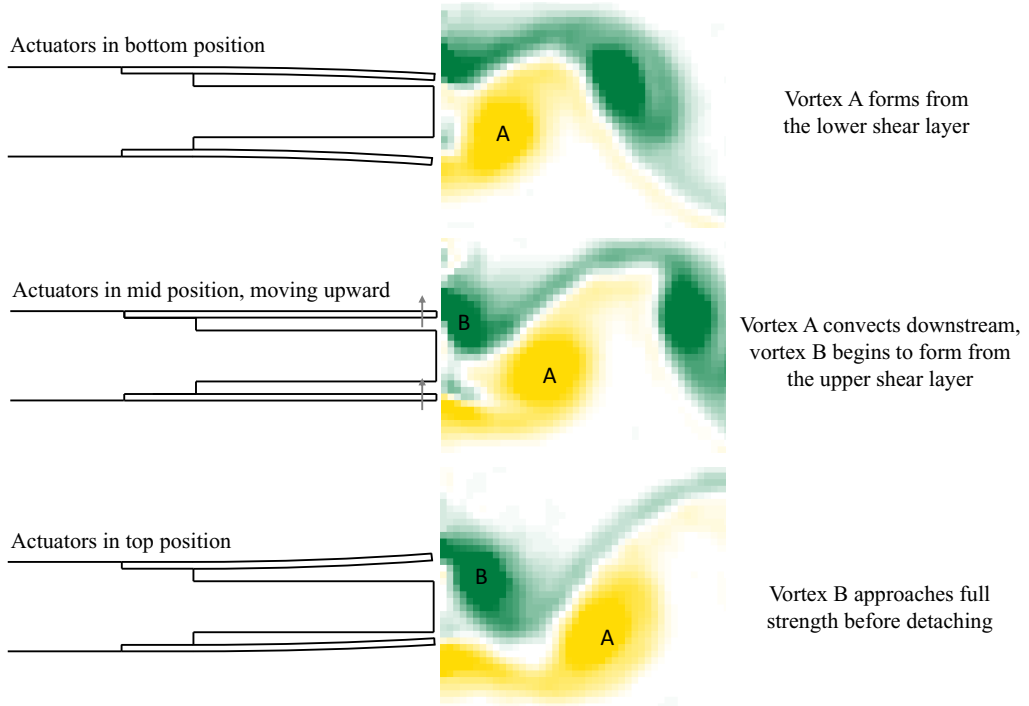 Actuators in bottom position
A
Vortex A forms from
the lower shear layer
Actuators in mid position, moving upward
B
A
Vortex A convects downstream,
vortex B begins to form from
the upper shear layer
Actuators in top position
B
A
Vortex B approaches full
strength before detaching